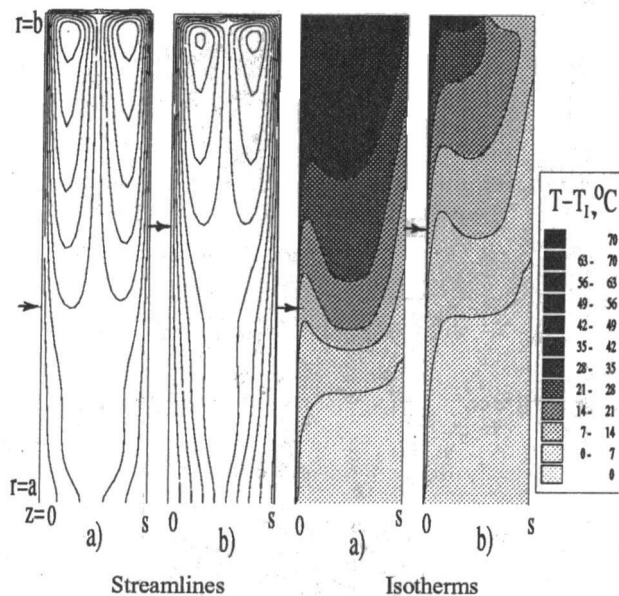 r=b
r=a
z=0 s 0 s 0 s 0 s
a) b) a) b)
T-T_I, °C
70
63- 70
56- 63
49- 56
42- 49
35- 42
28- 35
21- 28
14- 21
7- 14
0- 7
0
Streamlines Isotherms